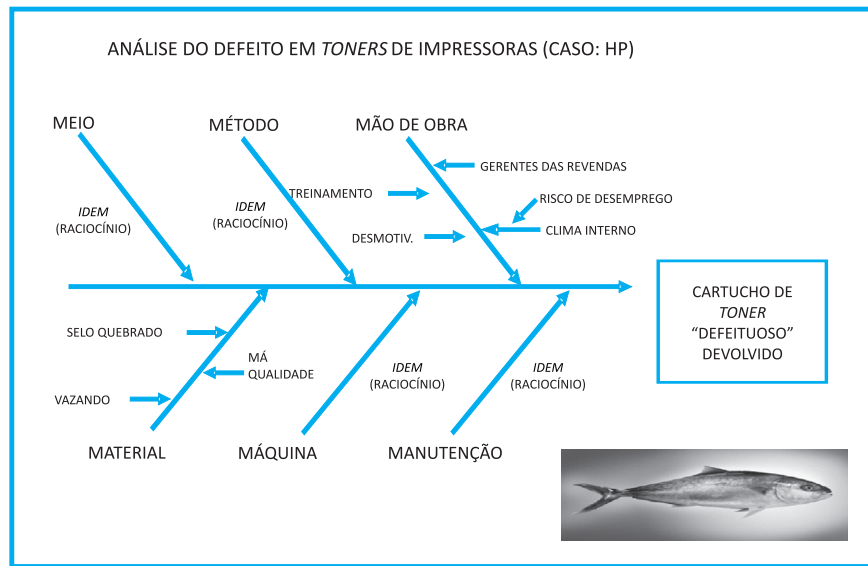 ANÁLISE DO DEFEITO EM TONERS DE IMPRESSORAS (CASO: HP)
MEIO
MÉTODO
MÃO DE OBRA
GERENTES DAS REVENDAS
TREINAMENTO
RISCO DE DESEMPREGO
DESMOTIV.
CLIMA INTERNO
IDEM
(RACIOCÍNIO)
IDEM
(RACIOCÍNIO)
CARTUCHO DE
TONER
“DEFEITUOSO”
DEVOLVIDO
SELO QUEBRADO
MÁ
QUALIDADE
VAZANDO
IDEM
(RACIOCÍNIO)
IDEM
(RACIOCÍNIO)
MATERIAL
MÁQUINA
MANUTENÇÃO